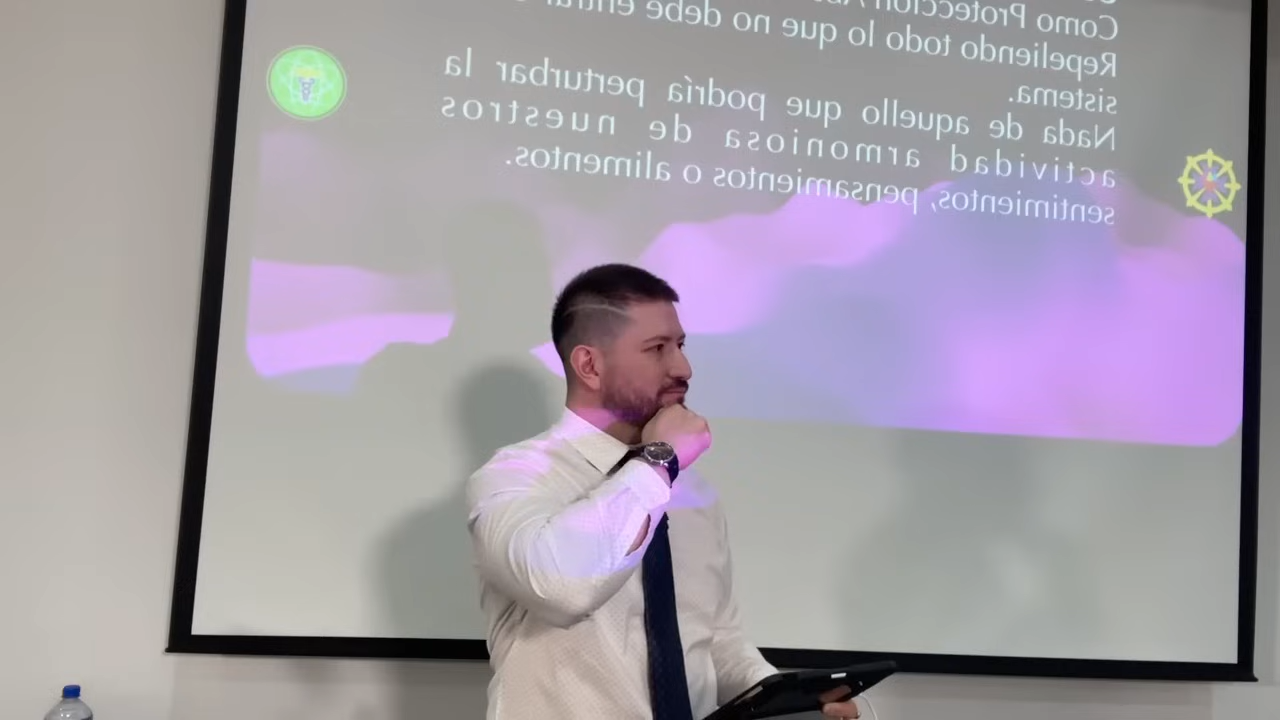 Como Protección
Repeliendo todo lo que no debe entrar
sistema.
Nada de aquello que podría perturbar la
actividad armoniosa de nuestros
sentimientos, pensamientos o alimentos.